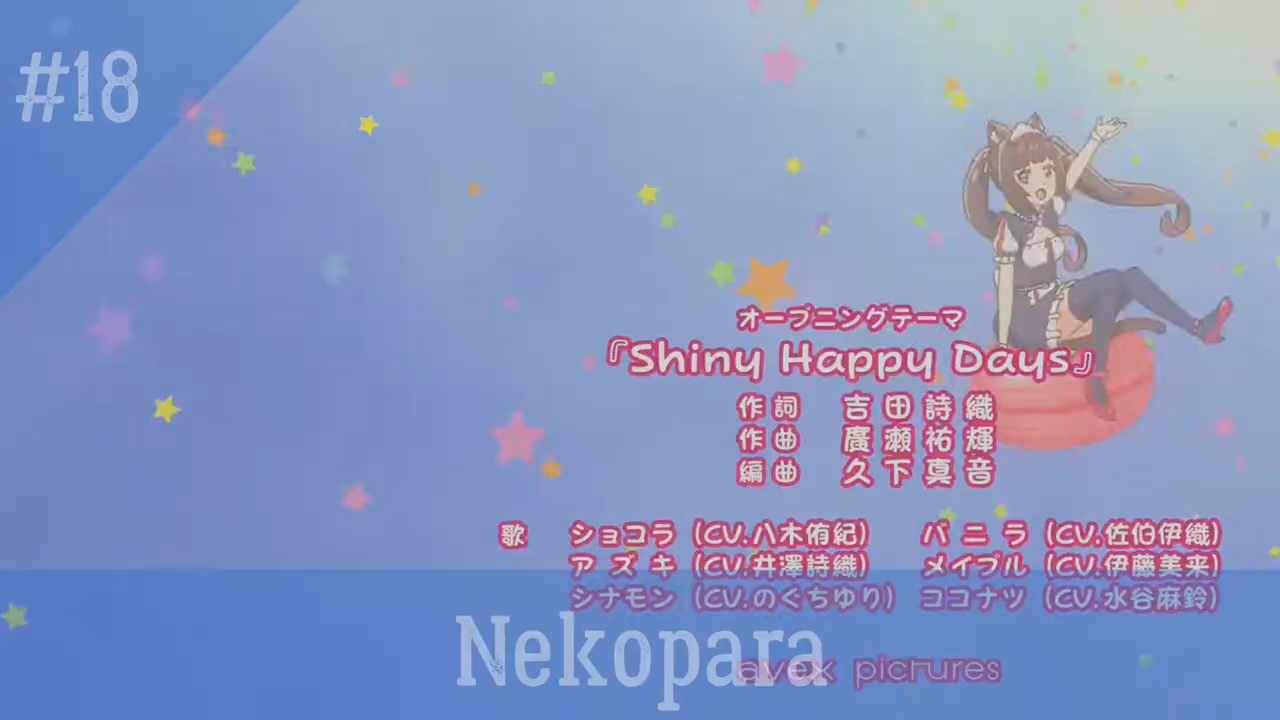 #18
オープニングテーマ
『Shiny Happy Days』
作詞 吉田詩織
作曲 廣瀬祐輝
編曲 久下真音
歌 ショコラ (CV.八木侑紀) バニラ (CV.佐伯伊織)
アズキ (CV.井澤詩織) メイプル (CV.伊藤美来)
シナモン (CV.のぐちゆり) ココナツ (CV.水谷麻鈴)
Nekopara
avex pictures